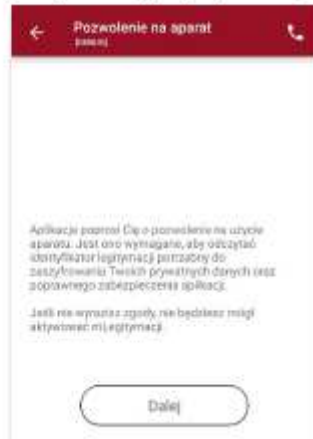 Pozwolenie na aparat
Aplikacja poprosi Cię o pozwolenie na użycie
aparatu. Jest ono wymagane, aby odczytać
identyfikator legitymacji potrzebny do
zaszyfrowania Twoich prywatnych danych oraz
poprawnego zabezpieczenia aplikacji.
Jeśli nie wyrazisz zgody, nie będziesz mógł
aktywować mLegitymacji.
Dalej